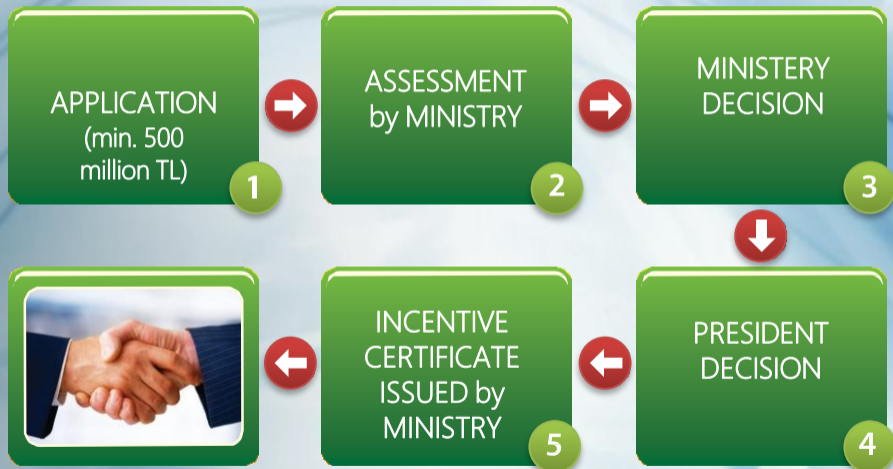 APPLICATION
(min. 500
million TL)
1
ASSESSMENT
by MINISTRY
2
MINISTERY
DECISION
3
PRESIDENT
DECISION
4
INCENTIVE
CERTIFICATE
ISSUED by
MINISTRY
5